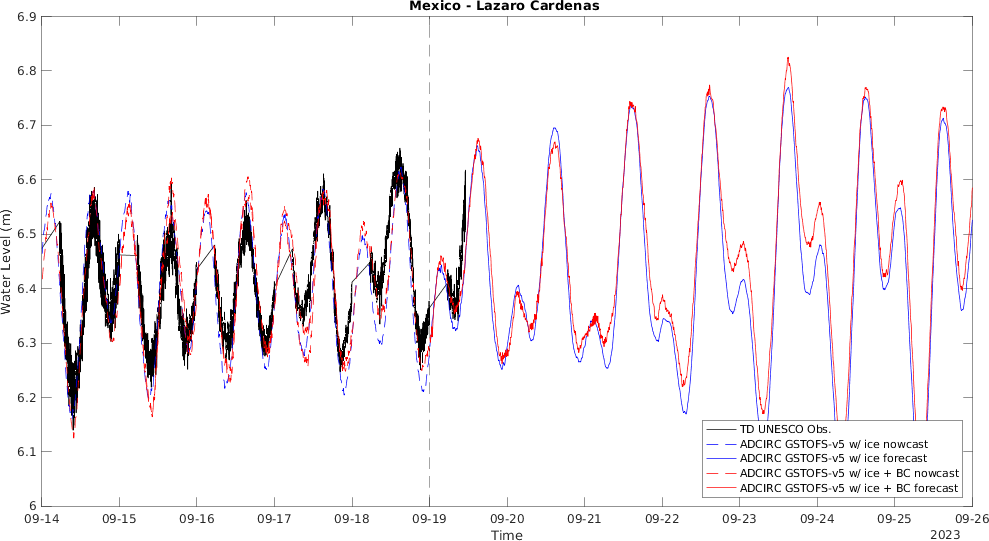 Mexico - Lazaro Cardenas
6.9
6.8
6.7
6.6
6.5
6.4
6.3
6.2
6.1
6
Water Level (m)
TD UNESCO Obs.
ADCIRC GSTOFS-v5 w/ ice nowcast
ADCIRC GSTOFS-v5 w/ ice forecast
ADCIRC GSTOFS-v5 w/ ice + BC nowcast
ADCIRC GSTOFS-v5 w/ ice + BC forecast
09-14 09-15 09-16 09-17 09-18 09-19 09-20 09-21 09-22 09-23 09-24 09-25 09-26
Time
2023